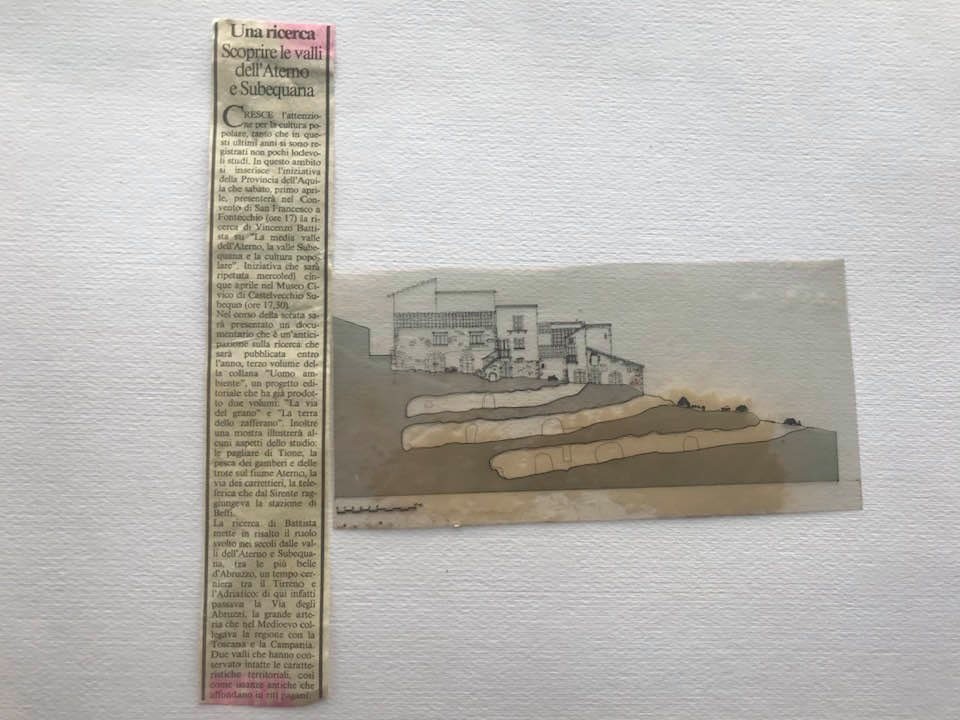 Una ricerca
Scoprire le valli
dell'Aterno
e Subequana
CRESCE l'attenzio-
ne per la cultura po-
polare, tanto che in que-
sti ultimi anni si sono re-
gistrati non pochi lodevo-
li studi. In questo ambito
si inserisce l'iniziativa
della Provincia dell'Aqui-
la che sabato, primo apri-
le, presenterà nel Con-
vento di San Francesco a
Fontecchio (ore 17) la ri-
cerca di Vincenzo Batti-
sta su "La media valle
dell'Aterno, la valle Sube-
quana e la cultura popo-
lare". Iniziativa che sarà
ripetuta mercoledì cin-
que aprile nel Museo Ci-
vico di Castelvecchio Su-
bequo (ore 17,30).
Nel corso della serata sa-
rà presentato un docu-
mentario che è un'antici-
pazione sulla ricerca che
sarà pubblicata entro
l'anno, terzo volume del-
la collana "Uomo am-
biente", un progetto edi-
toriale che ha già prodot-
to due volumi: "La via
del grano" e "La terra
dello zafferano". Inoltre
una mostra illustrerà al-
cuni aspetti dello studio:
le pagliare di Tione, la
pesca dei gamberi e delle
trote sul fiume Aterno, la
via dei carrettieri, la tele-
ferica che dal Sirente rag-
giungeva la stazione di
Beffi.
La ricerca di Battista
mette in risalto il ruolo
svolto nei secoli dalle val-
li dell'Aterno e Subequa-
na, tra le più belle
d'Abruzzo, un tempo cer-
niera tra il Tirreno e
l'Adriatico: di qui infatti
passava la Via degli
Abruzzi, la grande arte-
ria che nel Medioevo col-
legava la regione con la
Toscana e la Campania.
Due valli che hanno con-
servato intatte le caratte-
ristiche territoriali, così
come usanze antiche che
affondano in riti pagani.